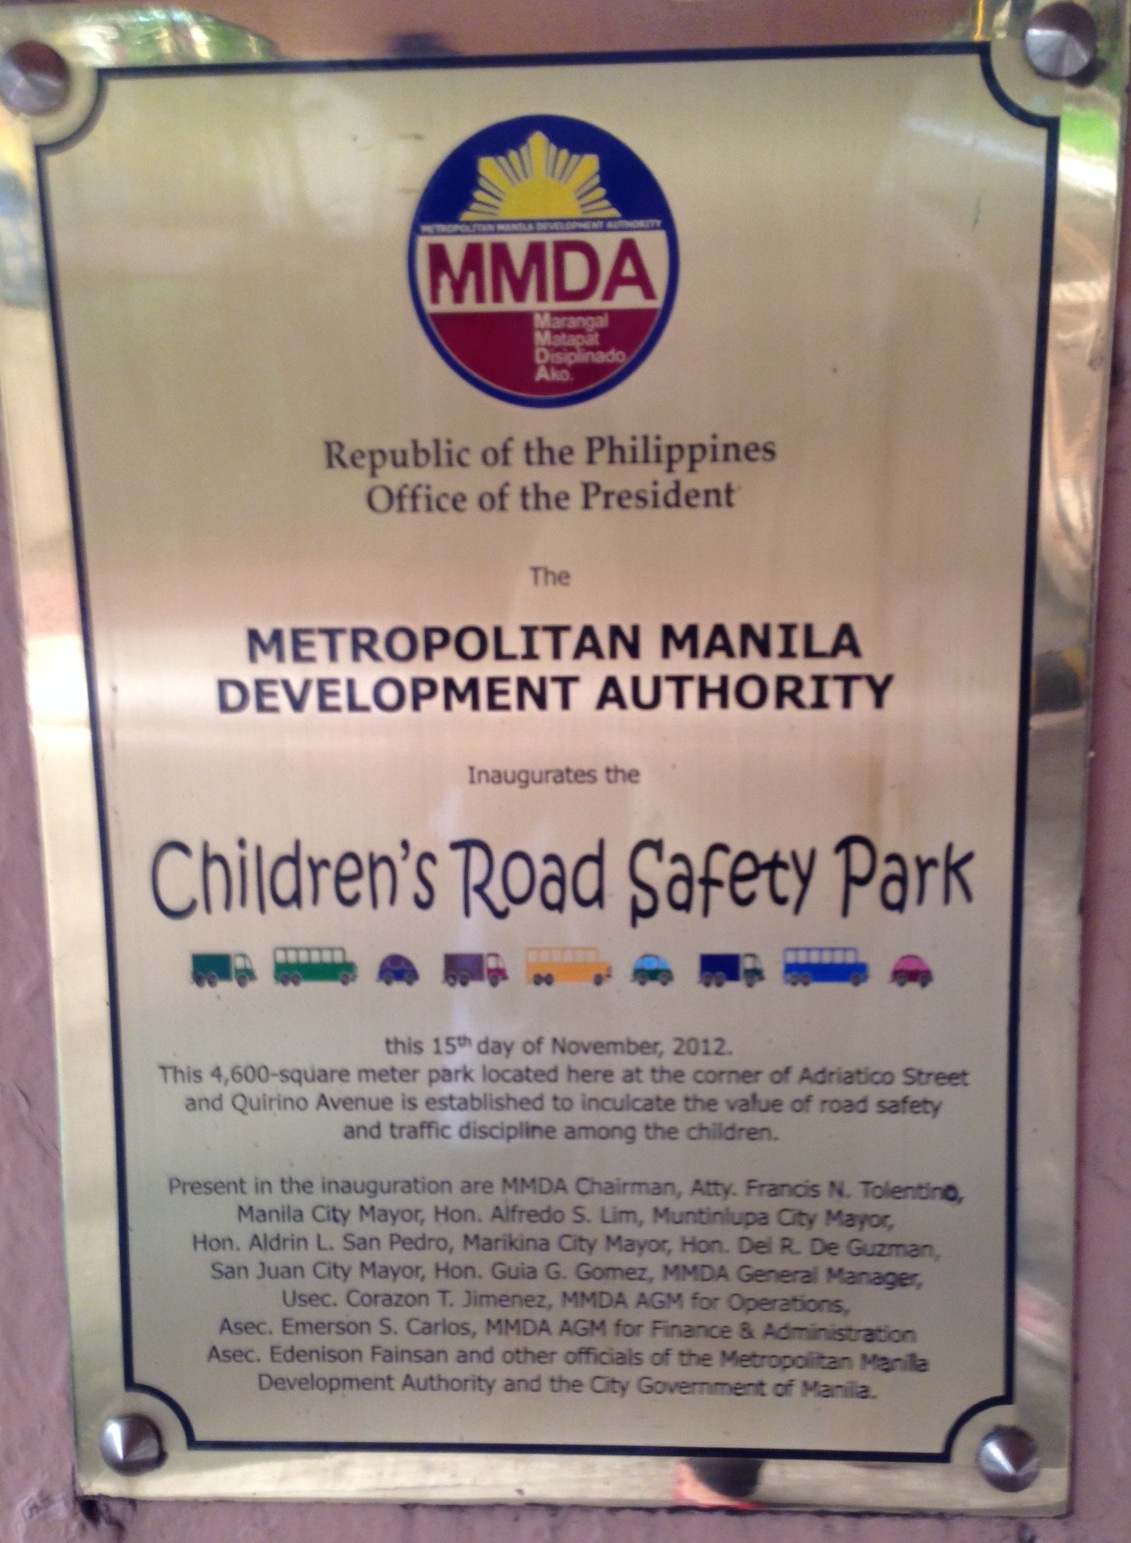 METROPOLITAN MANILA DEVELOPMENT AUTHORITY
MMDA
Marangal
Matapat
Disiplinado
Ako.
Republic of the Philippines
Office of the President
The
METROPOLITAN MANILA
DEVELOPMENT AUTHORITY
Inaugurates the
Children's Road Safety Park
this 15th day of November, 2012.
This 4,600-square meter park located here at the corner of Adriatico Street
and Quirino Avenue is established to inculcate the value of road safety
and traffic discipline among the children.
Present in the inauguration are MMDA Chairman, Atty. Francis N. Tolentino,
Manila City Mayor, Hon. Alfredo S. Lim, Muntinlupa City Mayor,
Hon. Aldrin L. San Pedro, Marikina City Mayor, Hon. Del R. De Guzman,
San Juan City Mayor, Hon. Guia G. Gomez, MMDA General Manager,
Usec. Corazon T. Jimenez, MMDA AGM for Operations,
Asec. Emerson S. Carlos, MMDA AGM for Finance & Administration
Asec. Edenison Fainsan and other officials of the Metropolitan Manila
Development Authority and the City Government of Manila.